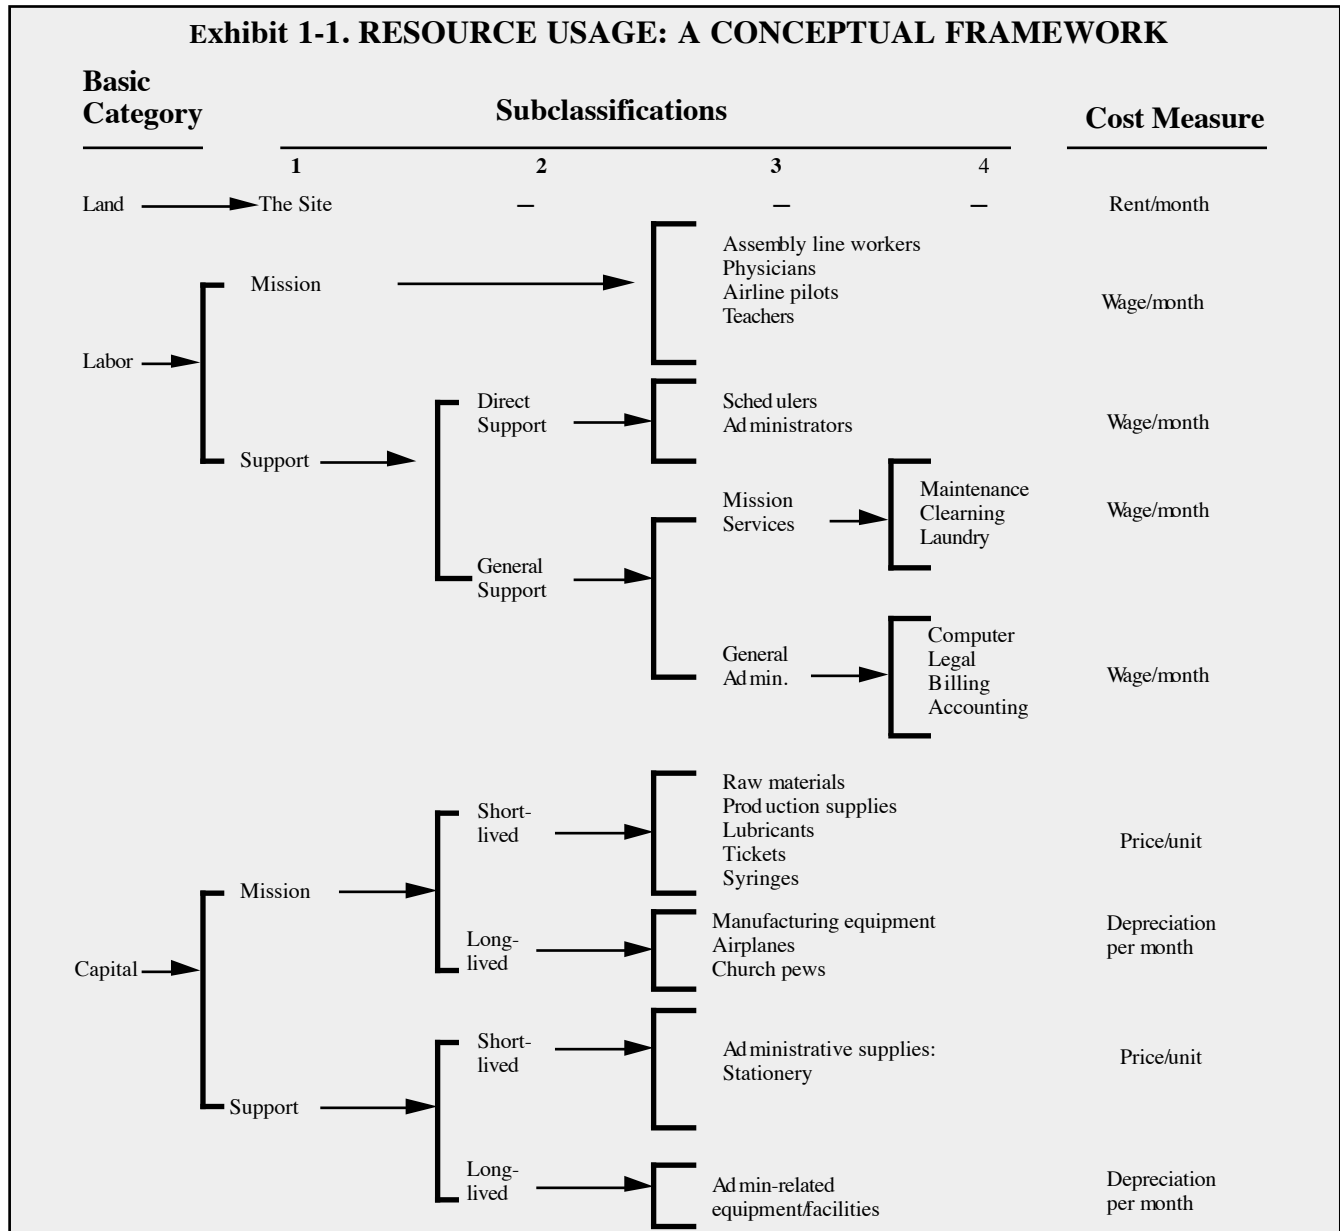 Exhibit 1-1. RESOURCE USAGE: A CONCEPTUAL FRAMEWORK
Basic
Category
Subclassifications
Cost Measure
1 2 3 4
Land The Site — — — Rent/month
Mission
Assembly line workers
Physicians
Airline pilots
Teachers
Wage/month
Labor
Support
Direct
Support
Schedulers
Administrators
Wage/month
General
Support
Mission
Services
Maintenance
Clearning
Laundry
Wage/month
General
Admin.
Computer
Legal
Billing
Accounting
Wage/month
Capital
Mission
Short-
lived
Raw materials
Production supplies
Lubricants
Tickets
Syringes
Price/unit
Long-
lived
Manufacturing equipment
Airplanes
Church pews
Depreciation
per month
Support
Short-
lived
Administrative supplies:
Stationery
Price/unit
Long-
lived
Admin-related
equipment/facilities
Depreciation
per month